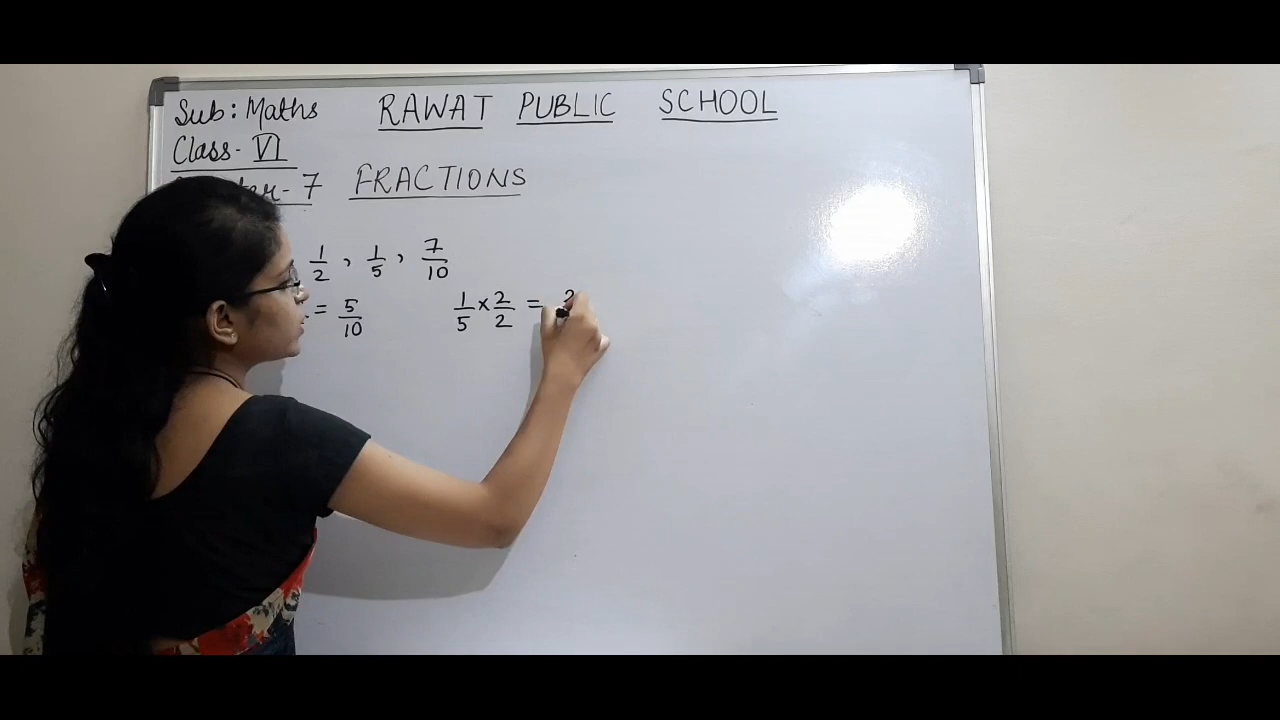 Sub: Maths RAWAT PUBLIC SCHOOL
Class- VI
7 FRACTIONS
1/2 , 1/5 , 7/10
= 5/10 1/5 × 2/2 = 2